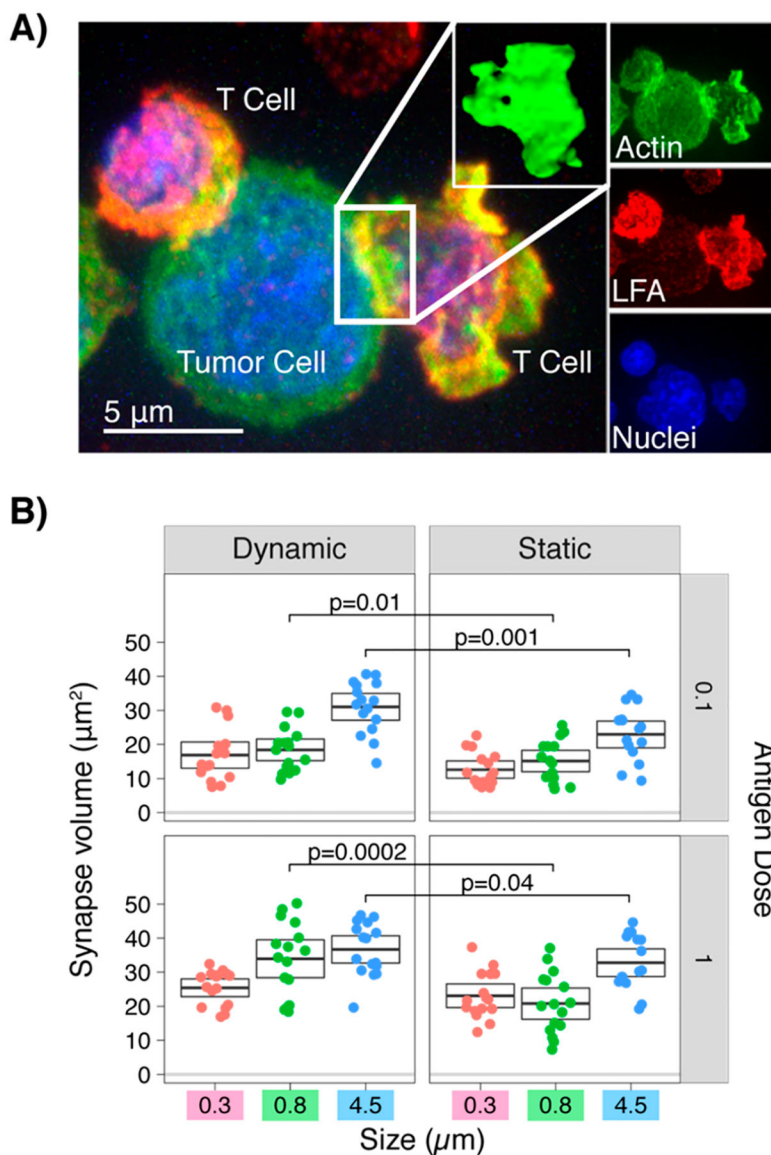 A)
T Cell
Tumor Cell
T Cell
5 µm
Actin
LFA
Nuclei
B)
Dynamic
Static
p=0.01
p=0.001
0.1
50
40
30
20
10
0
p=0.0002
p=0.04
1
50
40
30
20
10
0
Synapse volume (µm²)
Antigen Dose
0.3
0.8
4.5
0.3
0.8
4.5
Size (µm)